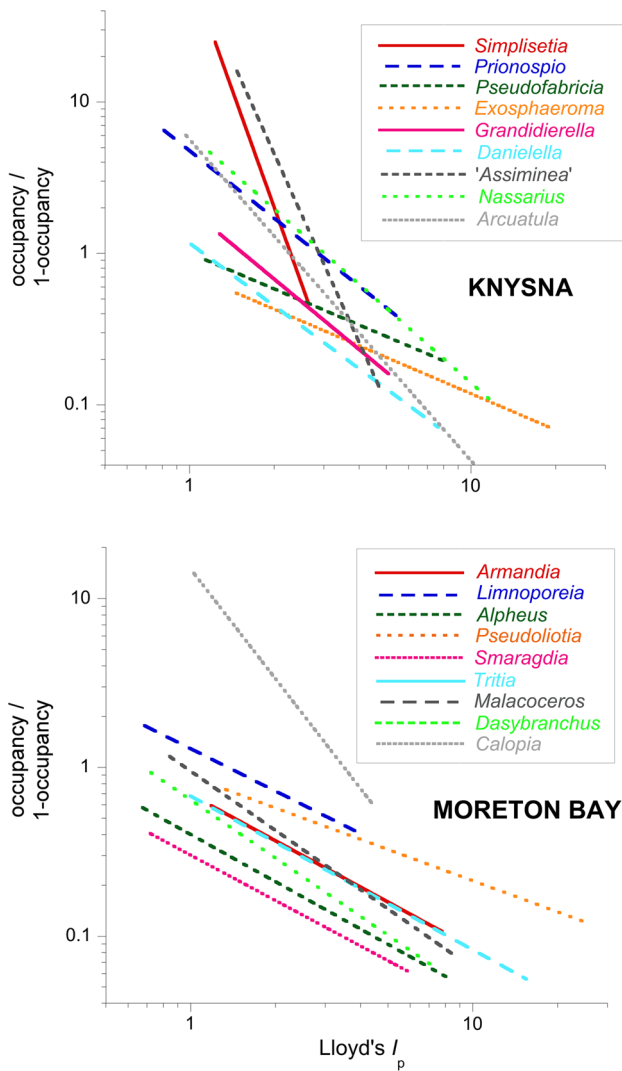 10
1
0.1
occupancy /
1-occupancy
Simplisetia
Prionospio
Pseudofabricia
Exosphaeroma
Grandidierella
Danielella
'Assiminea'
Nassarius
Arcuatula
KNYSNA
1
10
10
1
0.1
occupancy /
1-occupancy
Armandia
Limnoporeia
Alpheus
Pseudoliotia
Smaragdia
Tritia
Malacoceros
Dasybranchus
Calopia
MORETON BAY
1
10
Lloyd's Ip